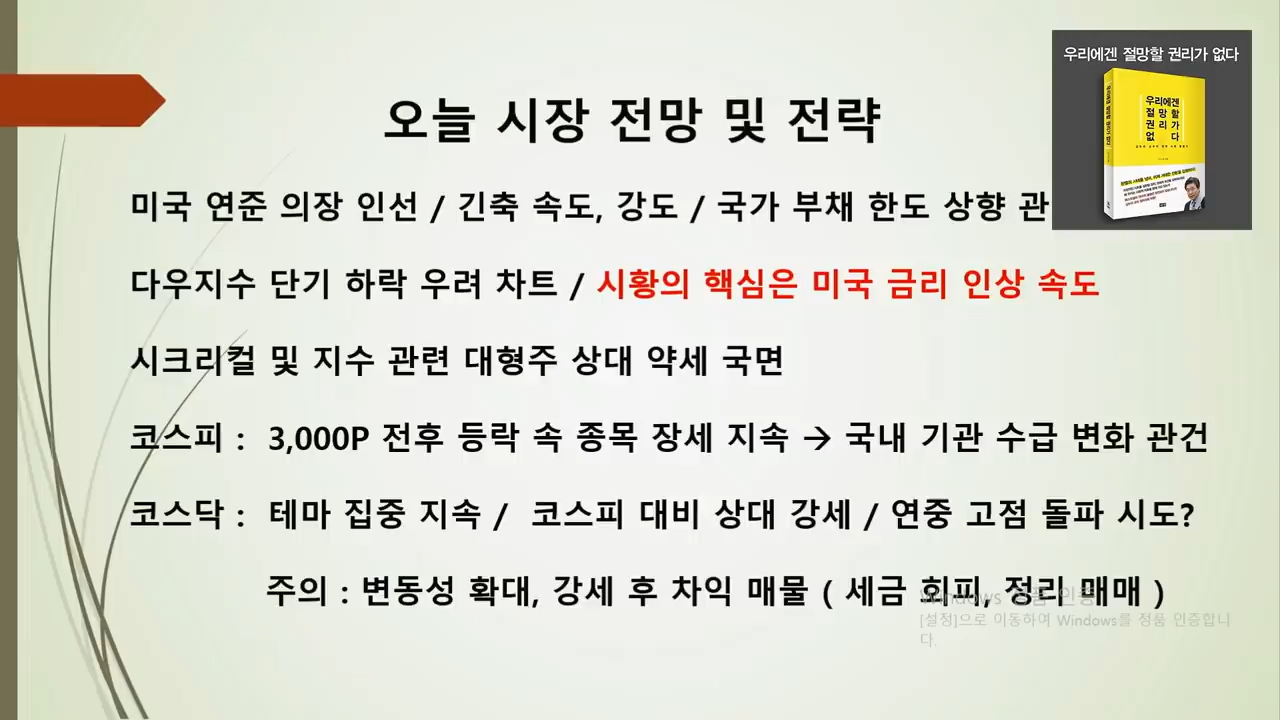 우리에겐 절망할 권리가 없다
우리에겐
절망할
권리가
없다
오늘 시장 전망 및 전략
미국 연준 의장 인선 / 긴축 속도, 강도 / 국가 부채 한도 상향 관
다우지수 단기 하락 우려 차트 / 시황의 핵심은 미국 금리 인상 속도
시크리컬 및 지수 관련 대형주 상대 약세 국면
코스피 : 3,000P 전후 등락 속 종목 장세 지속 → 국내 기관 수급 변화 관건
코스닥 : 테마 집중 지속 / 코스피 대비 상대 강세 / 연중 고점 돌파 시도?
주의 : 변동성 확대, 강세 후 차익 매물 ( 세금 회피, 정리 매매 )
Windows 정품 인증
[설정]으로 이동하여 Windows를 정품 인증합니
다.